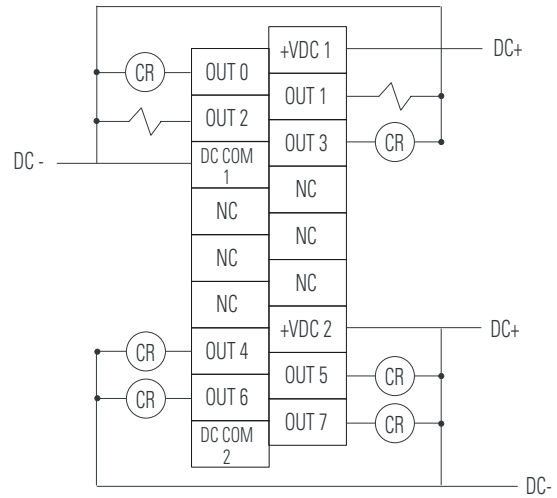 +VDC 1
DC+
CR
OUT 0
OUT 1
OUT 2
OUT 3
CR
DC -
DC COM
1
NC
NC
NC
NC
NC
NC
+VDC 2
DC+
CR
OUT 4
OUT 5
CR
CR
OUT 6
OUT 7
CR
DC COM
2
DC-